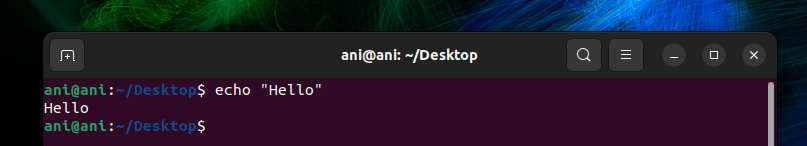 ani@ani: ~/Desktop
ani@ani:~/Desktop$ echo "Hello"
Hello
ani@ani:~/Desktop$